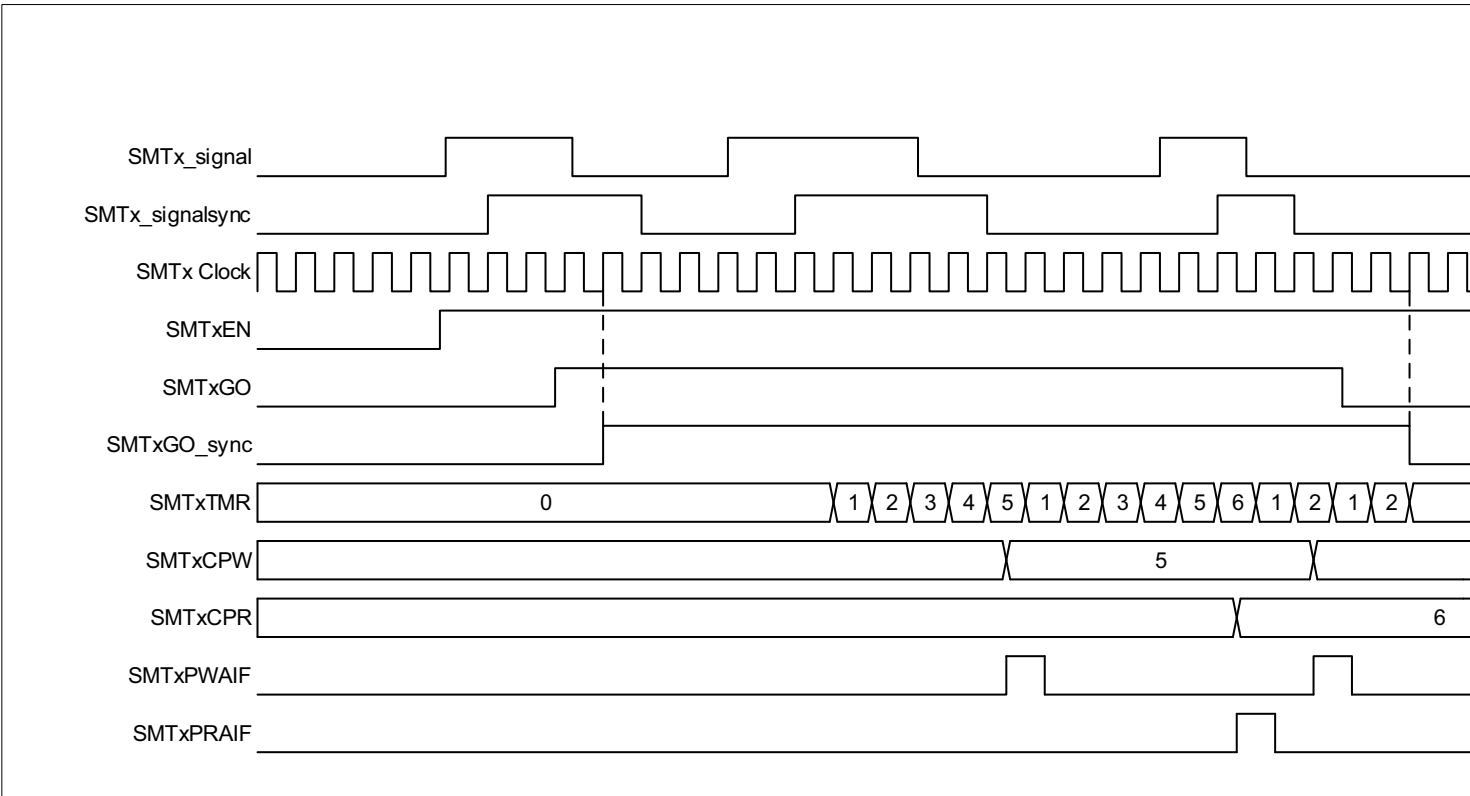 SMTx_signal
SMTx_signalsync
SMTx Clock
SMTxEN
SMTxGO
SMTxGO_sync
SMTxTMR 0 1 2 3 4 5 1 2 3 4 5 6 1 2 1 2
SMTxCPW 5
SMTxCPR 6
SMTxPWAIF
SMTxPRAIF